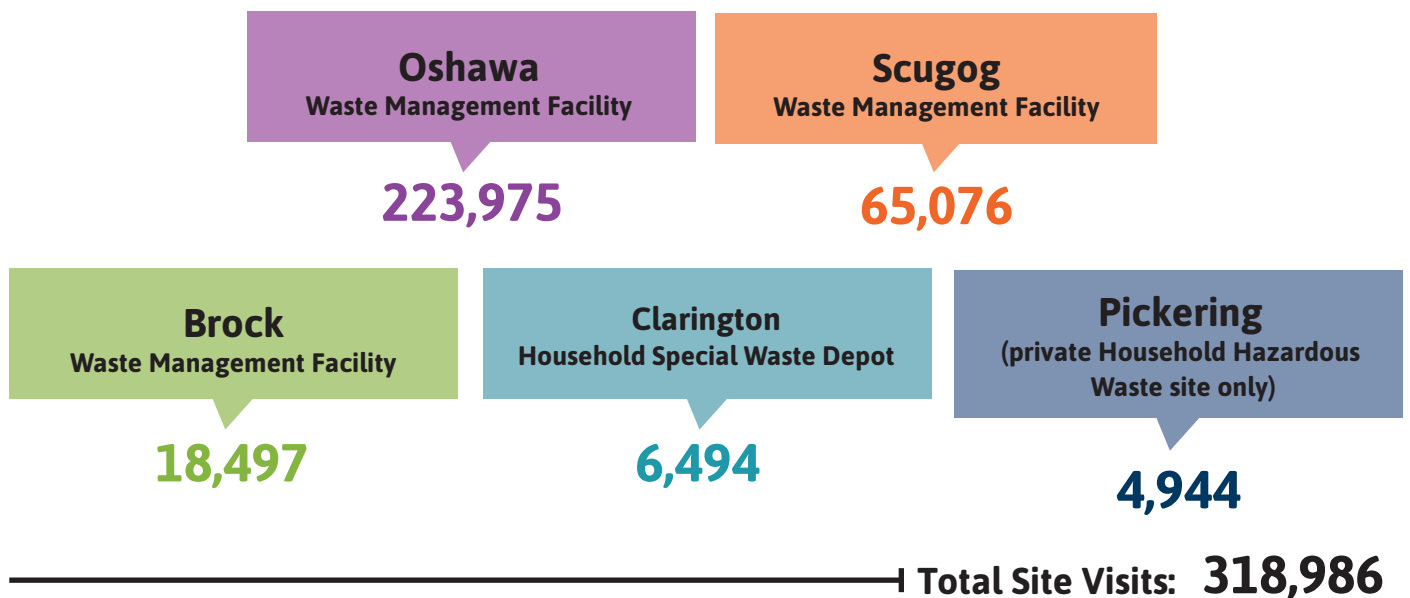 Oshawa
Waste Management Facility
223,975
Scugog
Waste Management Facility
65,076
Brock
Waste Management Facility
18,497
Clarington
Household Special Waste Depot
6,494
Pickering
(private Household Hazardous
Waste site only)
4,944
Total Site Visits: 318,986